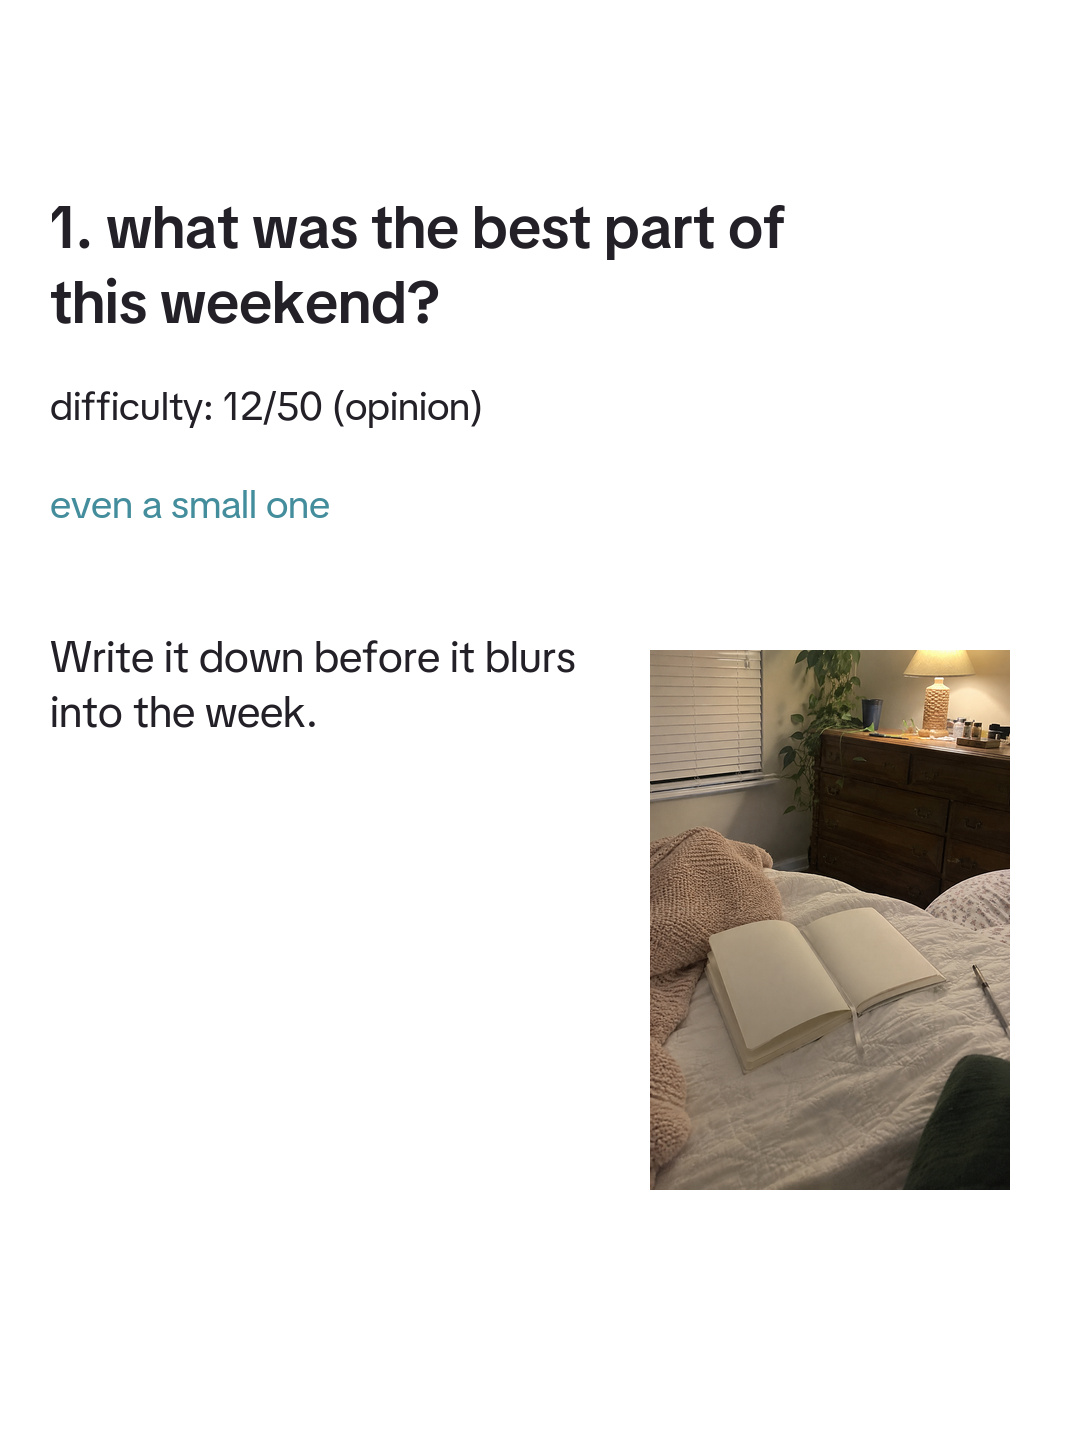 1. what was the best part of
this weekend?
difficulty: 12/50 (opinion)
even a small one
Write it down before it blurs
into the week.